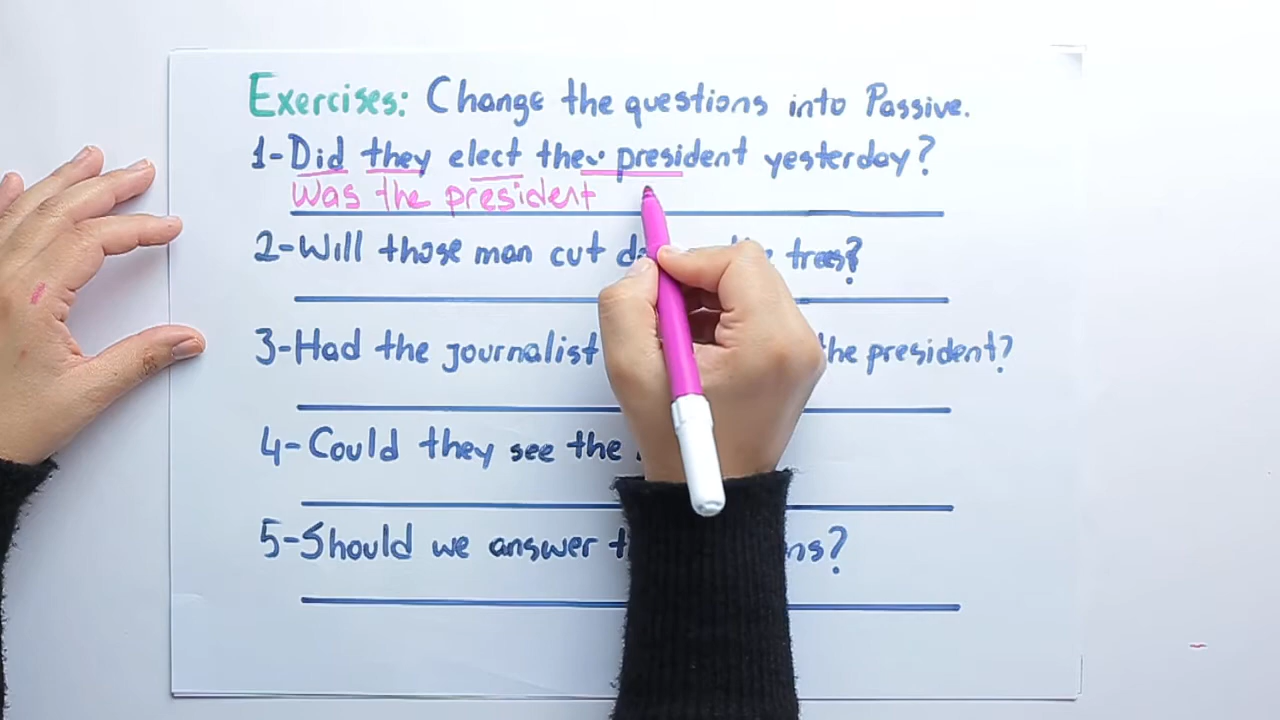 Exercises: Change the questions into Passive.
1-Did they elect the president yesterday?
Was the president
2-Will those man cut the trees?
3-Had the journalist the president?
4-Could they see the
5-Should we answer